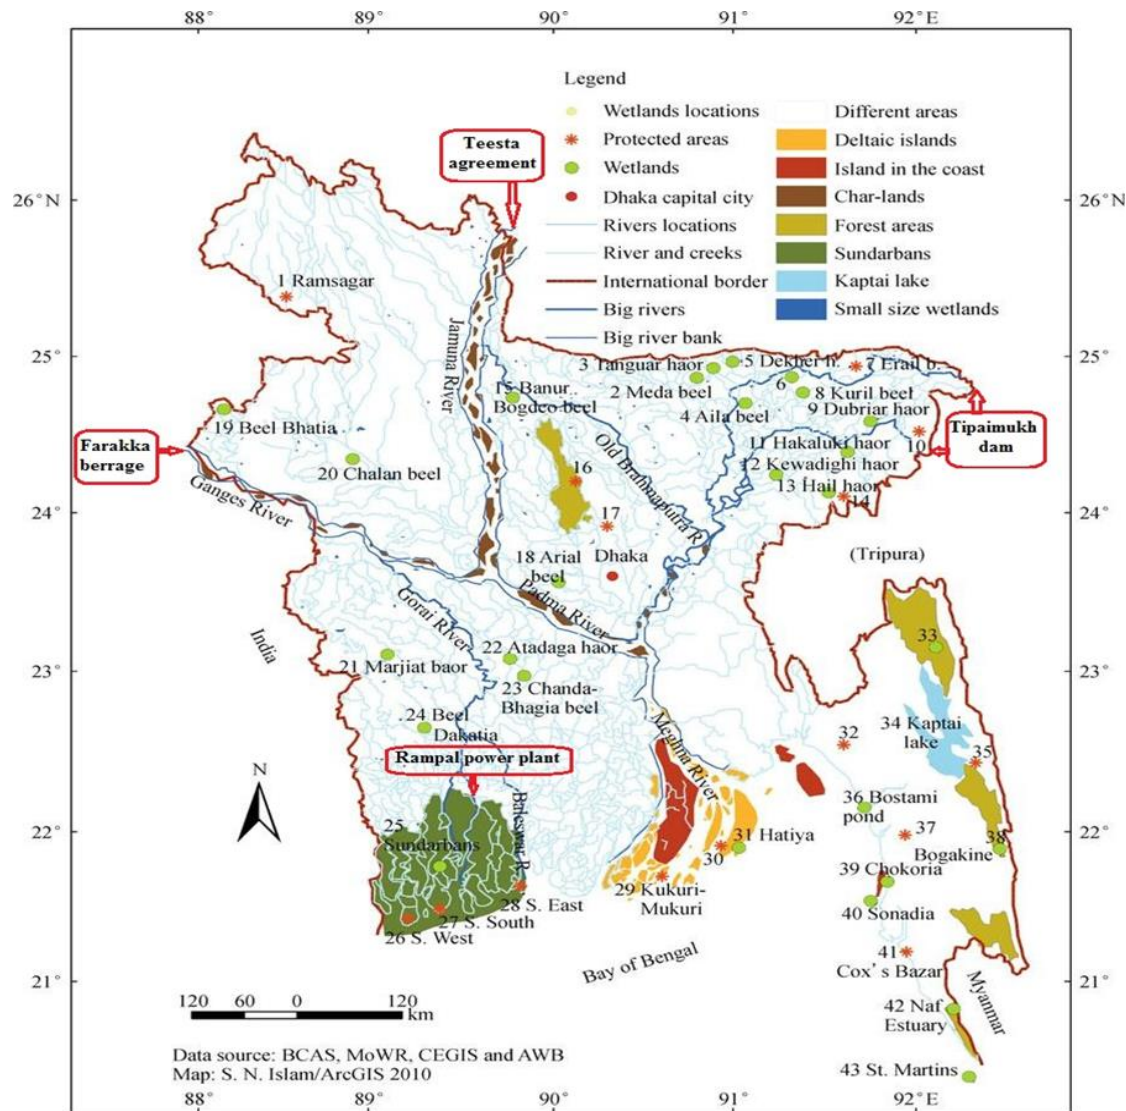 88
89
90
91
92 E
Legend
Wetlands locations
Protected areas
Wetlands
Dhaka capital city
Rivers locations
River and creeks
International border
Big rivers
Big river bank
Different areas
Deltaic islands
Island in the coast
Char-lands
Forest areas
Sundarbans
Kaptai lake
Small size wetlands
Teesta
agreement
26°N
26°N
1 Ramsagar
Jamuna River
25°
25°
3 Tanguar haor
5 Dekher h.
7 Erail b.
2 Meda beel
6
8 Kuril beel
15 Banur
Bogdeo beel
4 Aila beel
9 Dubriar haor
19 Beel Bhatia
Farakka
berrage
Tipaimukh
dam
10
11 Hakaluki haor
20 Chalan beel
Old Brahmaputra R.
12 Kewadighi haor
16
13 Hail haor
14
Ganges River
24°
24°
17
18 Arial
beel
Dhaka
(Tripura)
Padma River
Gorai River
India
33
23°
23°
21 Marjiat baor
22 Atadaga haor
23 Chanda-
Bhagia beel
24 Beel
Dakatia
Meghna River
32
34 Kaptai
lake
35
Rampal power plant
N
Baleswar R.
36 Bostami
pond
22°
22°
25
Sundarbans
31 Hatiya
37
38
Bogakine
30
39 Chokoria
29 Kukuri-
Mukuri
28 S. East
27 S. South
26 S. West
40 Sonadia
Bay of Bengal
41
Cox's Bazar
21°
21°
Myanmar
120 60 0 120
km
42 Naf
Estuary
Data source: BCAS, MoWR, CEGIS and AWB
Map: S. N. Islam/ArcGIS 2010
43 St. Martins
88°
89°
90°
91°
92°E